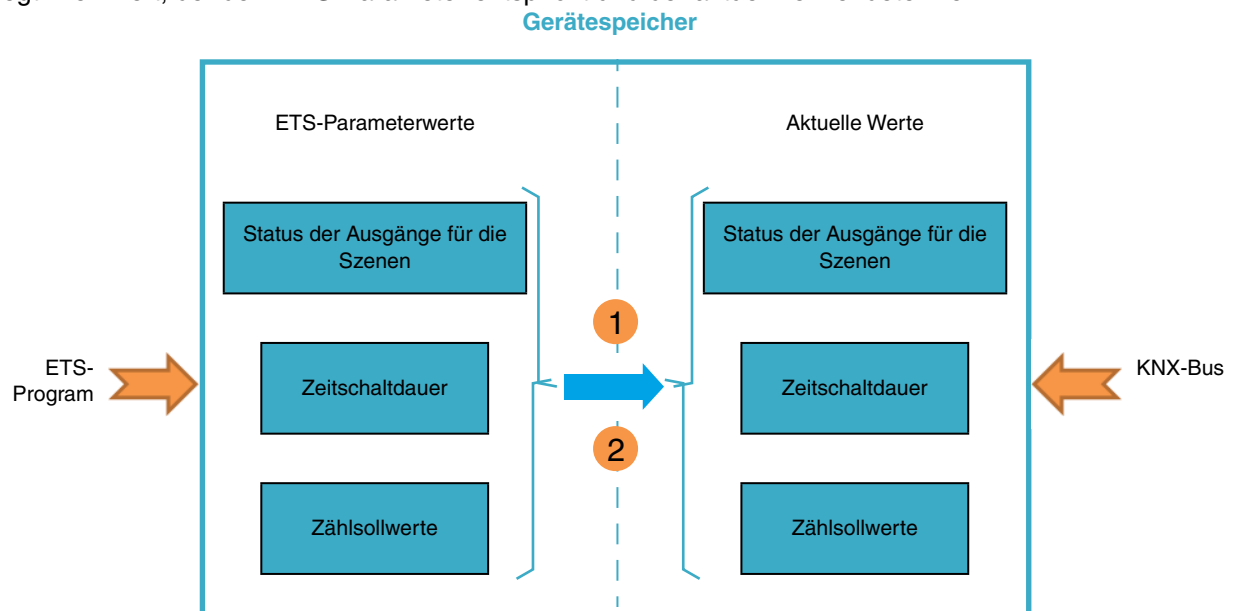 Gerätespeicher
ETS-Parameterwerte
Aktuelle Werte
Status der Ausgänge für die
Szenen
Status der Ausgänge für die
Szenen
1
ETS-
Program
Zeitschaltdauer
Zeitschaltdauer
KNX-Bus
2
Zählsollwerte
Zählsollwerte